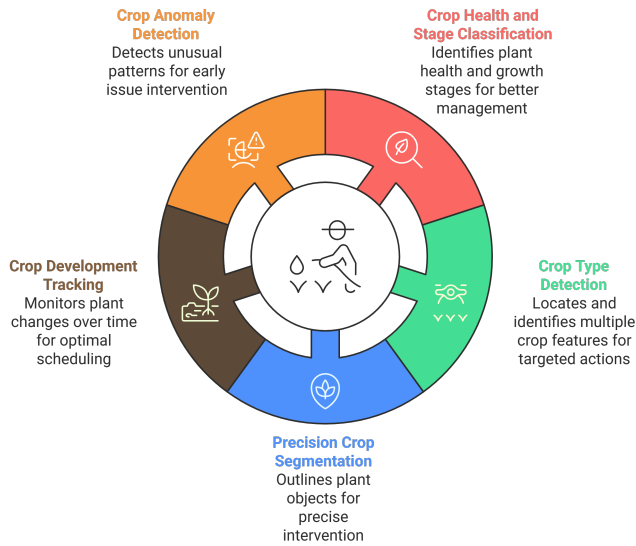 Crop Anomaly
Detection
Detects unusual
patterns for early
issue intervention
Crop Health and
Stage Classification
Identifies plant
health and growth
stages for better
management
Crop Development
Tracking
Monitors plant
changes over time
for optimal
scheduling
Crop Type
Detection
Locates and
identifies multiple
crop features for
targeted actions
Precision Crop
Segmentation
Outlines plant
objects for
precise
intervention